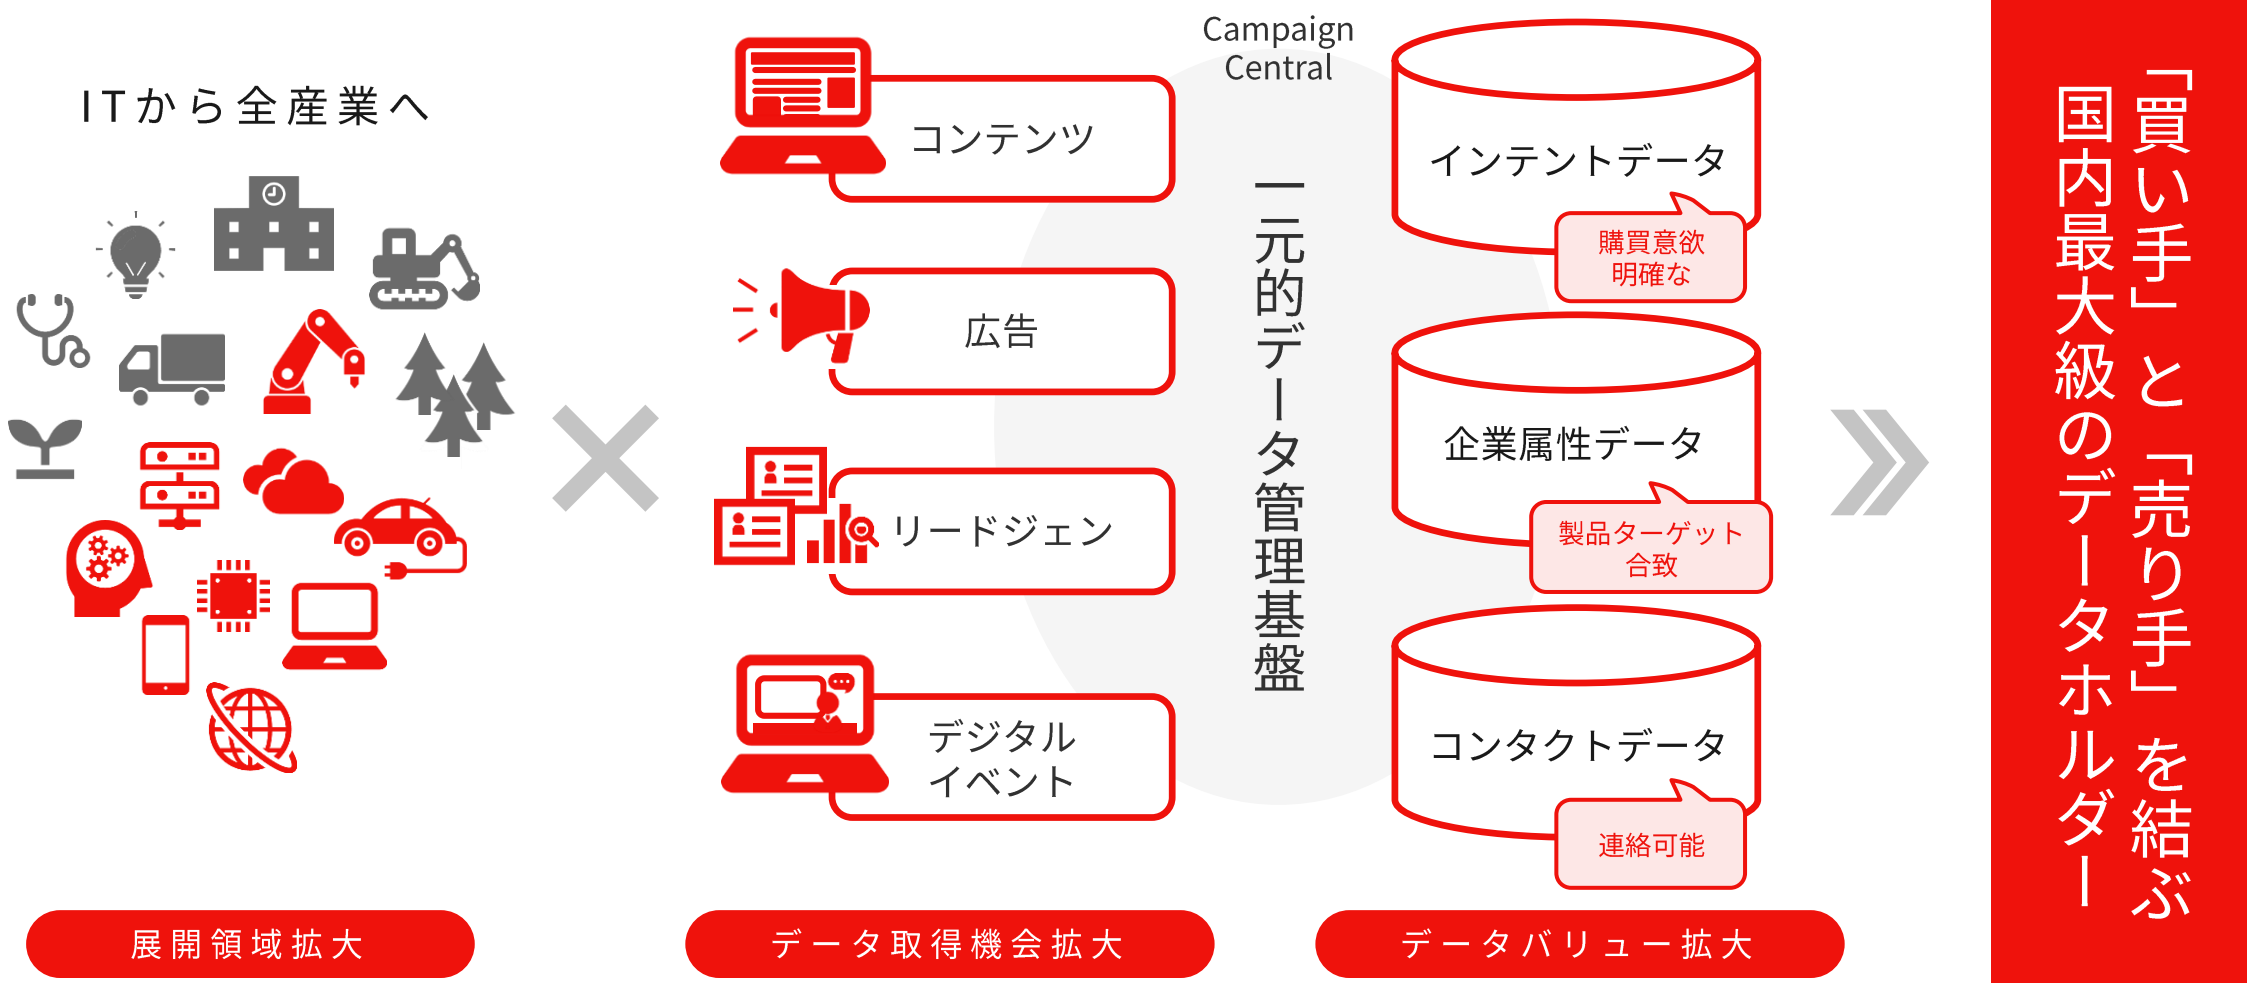 ITから全産業へ
展開領域拡大
コンテンツ
広告
リードジェン
デジタル
イベント
データ取得機会拡大
Campaign
Central
一元的データ管理基盤
インテントデータ
購買意欲
明確な
企業属性データ
製品ターゲット
合致
コンタクトデータ
連絡可能
データバリュー拡大
「買い手」と「売り手」を結ぶ
国内最大級のデータホルダー